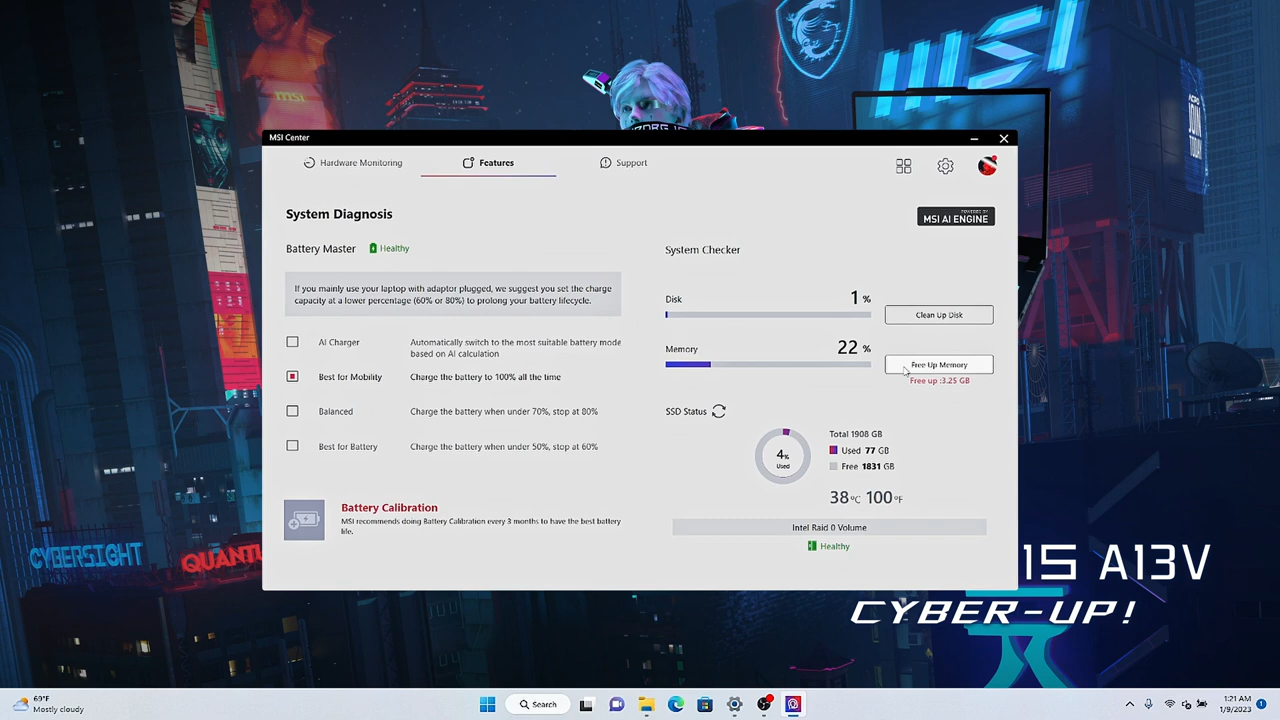 msi
MSI
MSI Center
Hardware Monitoring
Features
Support
System Diagnosis
POWERED BY
MSI AI ENGINE
Battery Master
Healthy
If you mainly use your laptop with adaptor plugged, we suggest you set the charge
capacity at a lower percentage (60% or 80%) to prolong your battery lifecycle.
AI Charger
Automatically switch to the most suitable battery mode
based on AI calculation
Best for Mobility
Charge the battery to 100% all the time
Balanced
Charge the battery when under 70%, stop at 80%
Best for Battery
Charge the battery when under 50%, stop at 60%
Battery Calibration
MSI recommends doing Battery Calibration every 3 months to have the best battery
life.
System Checker
Disk
1 %
Clean Up Disk
Memory
22 %
Free Up Memory
Free up :3.25 GB
SSD Status
4%
Used
Total 1908 GB
Used 77 GB
Free 1831 GB
38°C 100°F
Intel Raid 0 Volume
Healthy
CYBERSIGHT
15 A13V
CYBER-UP!
69°F
Mostly cloudy
Search
1:21 AM
1/9/2023
1